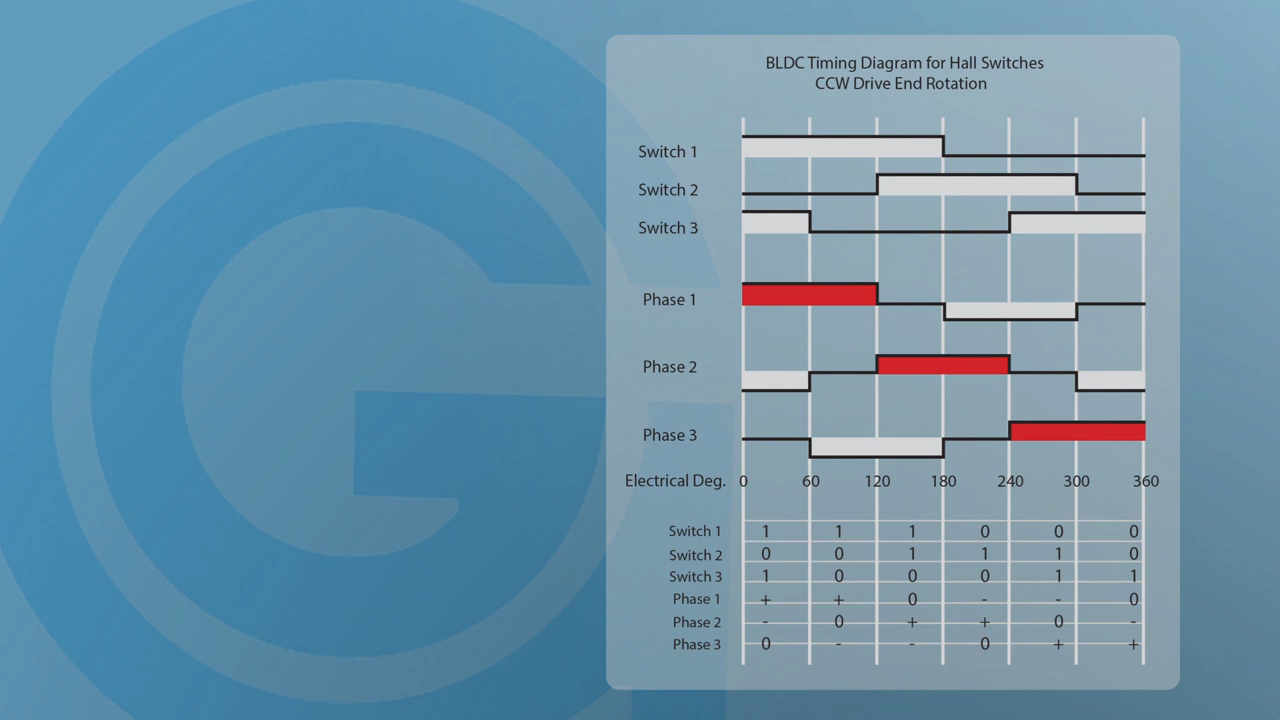 BLDC Timing Diagram for Hall Switches
CCW Drive End Rotation
Switch 1
Switch 2
Switch 3
Phase 1
Phase 2
Phase 3
Electrical Deg. 0 60 120 180 240 300 360
Switch 1 1 1 1 0 0 0
Switch 2 0 0 1 1 1 0
Switch 3 1 0 0 0 1 1
Phase 1 + + 0 - - 0
Phase 2 - 0 + + 0 -
Phase 3 0 - - 0 + +